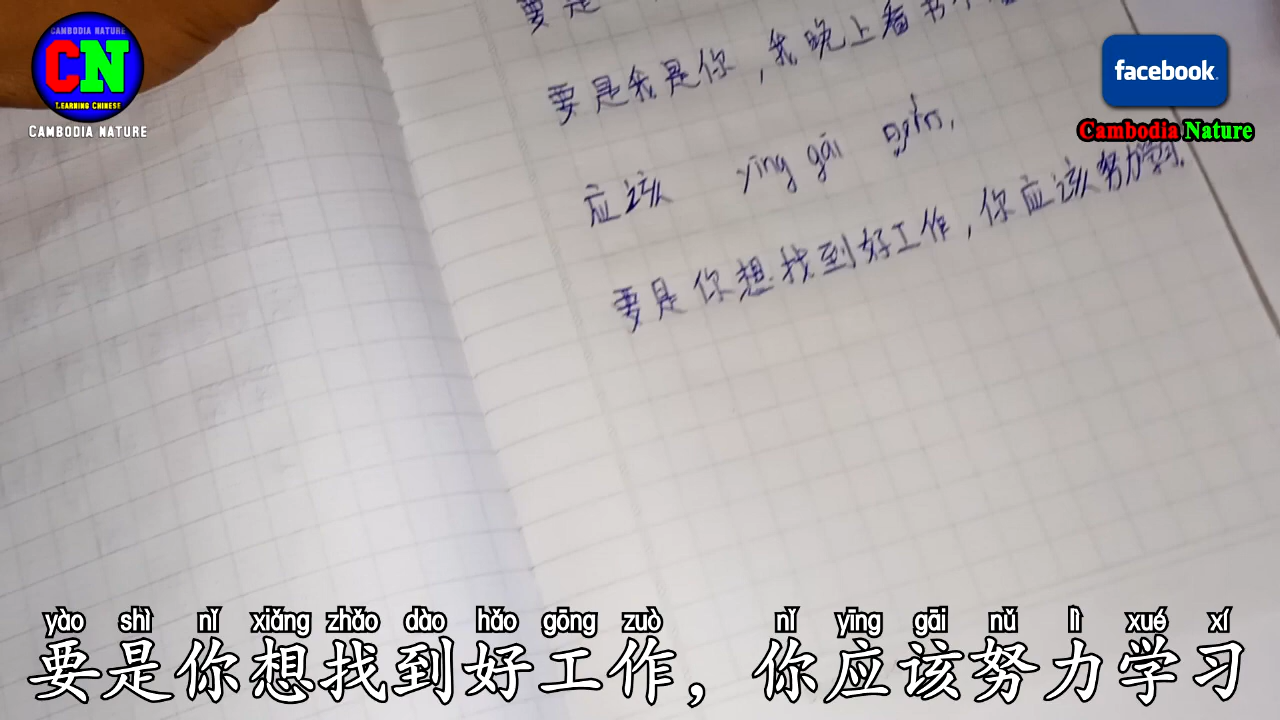 CAMBODIA NATURE
CN
LEARNING CHINESE
CAMBODIA NATURE
facebook
Cambodia Nature
要是
要是我是你，我晚上看书
应该 yīng gāi
要是你想找到好工作，你应该努力学习.
yào shì nǐ xiǎng zhǎo dào hǎo gōng zuò nǐ yīng gāi nǔ lì xué xí
要是你想找到好工作，你应该努力学习